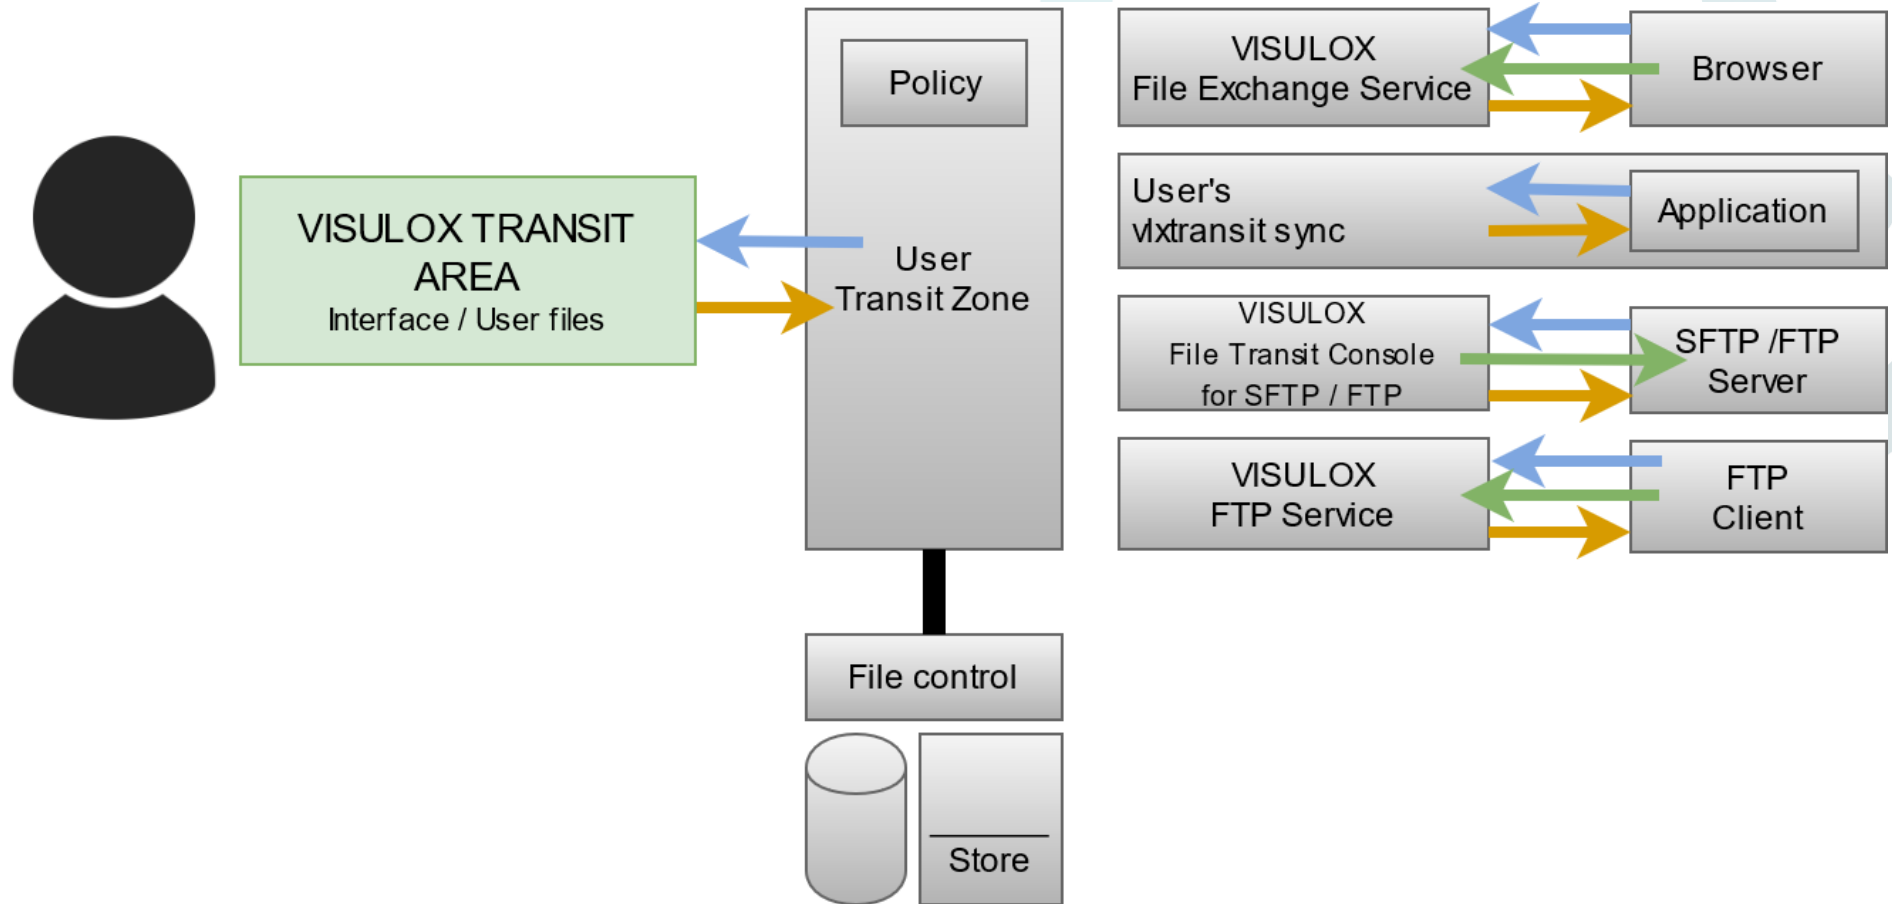 VISULOX TRANSIT
AREA
Interface / User files
Policy
User
Transit Zone
File control
Store
VISULOX
File Exchange Service
Browser
User's
vlxtransit sync
Application
VISULOX
File Transit Console
for SFTP / FTP
SFTP /FTP
Server
VISULOX
FTP Service
FTP
Client